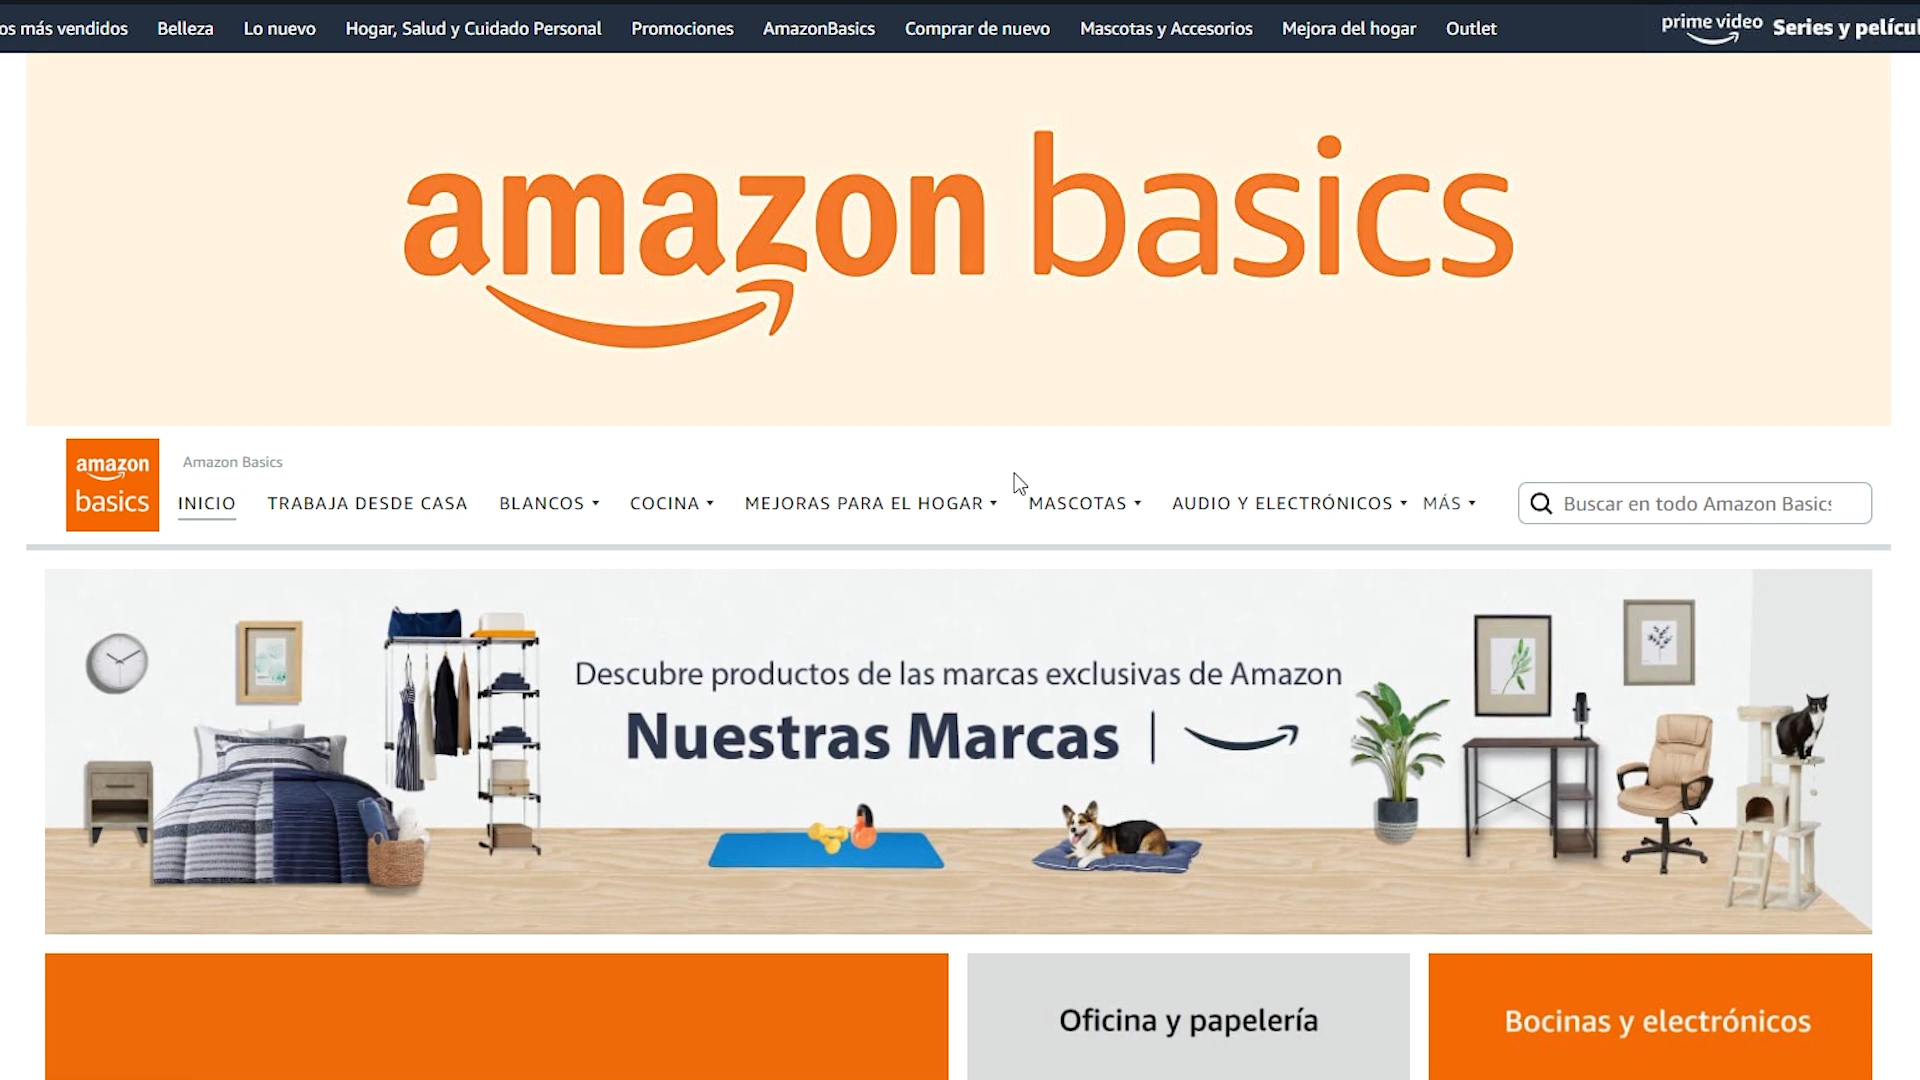 os más vendidos Belleza Lo nuevo Hogar, Salud y Cuidado Personal Promociones AmazonBasics Comprar de nuevo Mascotas y Accesorios Mejora del hogar Outlet prime video Series y pelícu
amazon basics
amazon
basics
Amazon Basics
INICIO TRABAJA DESDE CASA BLANCOS COCINA MEJORAS PARA EL HOGAR MASCOTAS AUDIO Y ELECTRÓNICOS MÁS Buscar en todo Amazon Basics
Descubre productos de las marcas exclusivas de Amazon
Nuestras Marcas |
Oficina y papelería
Bocinas y electrónicos